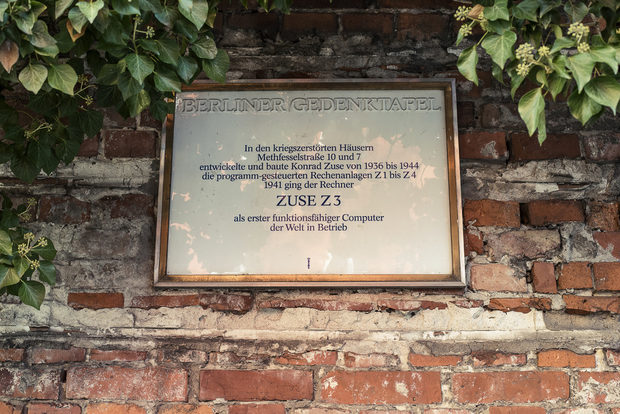 BERLINER GEDENKTAFEL
In den kriegszerstörten Häusern
Methfesselstraße 10 und 7
entwickelte und baute Konrad Zuse von 1936 bis 1944
die programm-gesteuerten Rechenanlagen Z 1 bis Z 4
1941 ging der Rechner
ZUSE Z 3
als erster funktionsfähiger Computer
der Welt in Betrieb